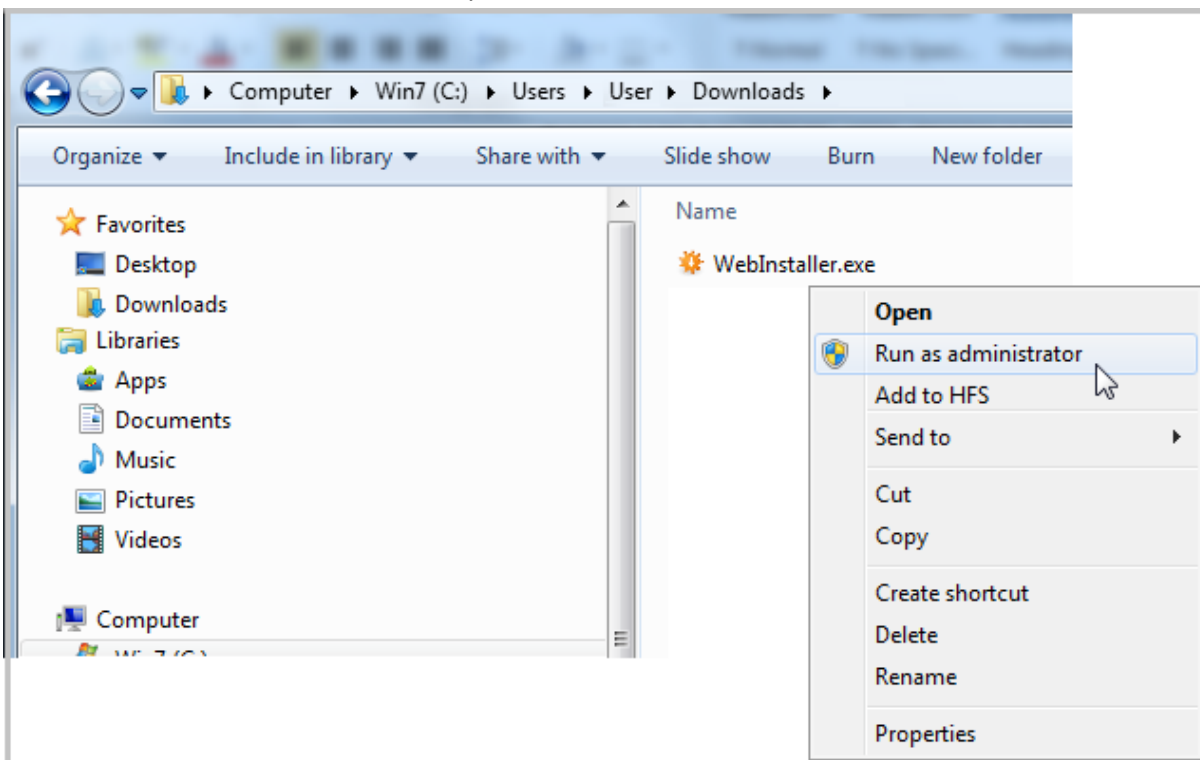 Computer Win7 (C:) Users User Downloads
Organize Include in library Share with Slide show Burn New folder
Favorites
Desktop
Downloads
Libraries
Apps
Documents
Music
Pictures
Videos
Computer
Win7 (C:)
Name
WebInstaller.exe
Open
Run as administrator
Add to HFS
Send to
Cut
Copy
Create shortcut
Delete
Rename
Properties